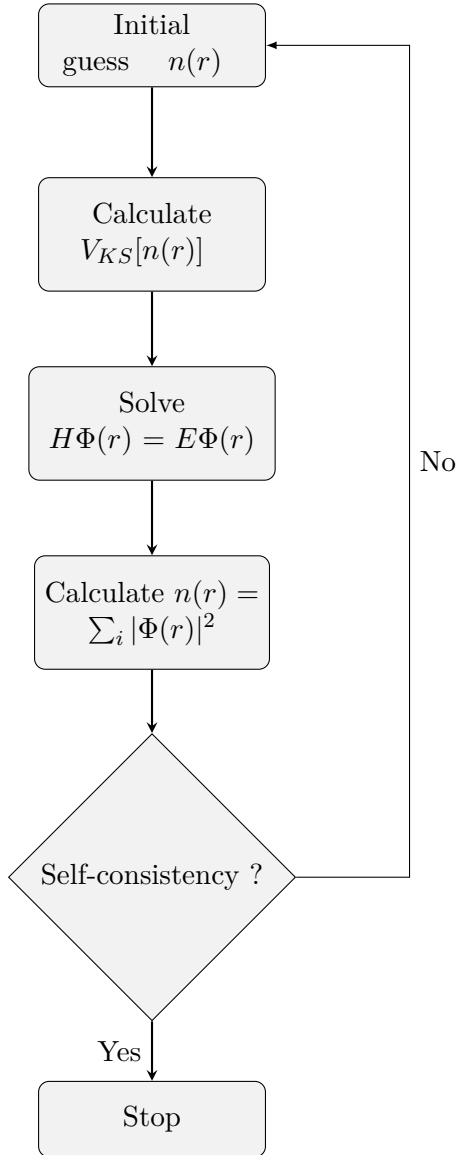 Initial
guess n(r)
Calculate
V_{KS}[n(r)]
Solve
HΦ(r) = EΦ(r)
No
Calculate n(r) =
∑_i |Φ(r)|^2
Self-consistency ?
Yes
Stop